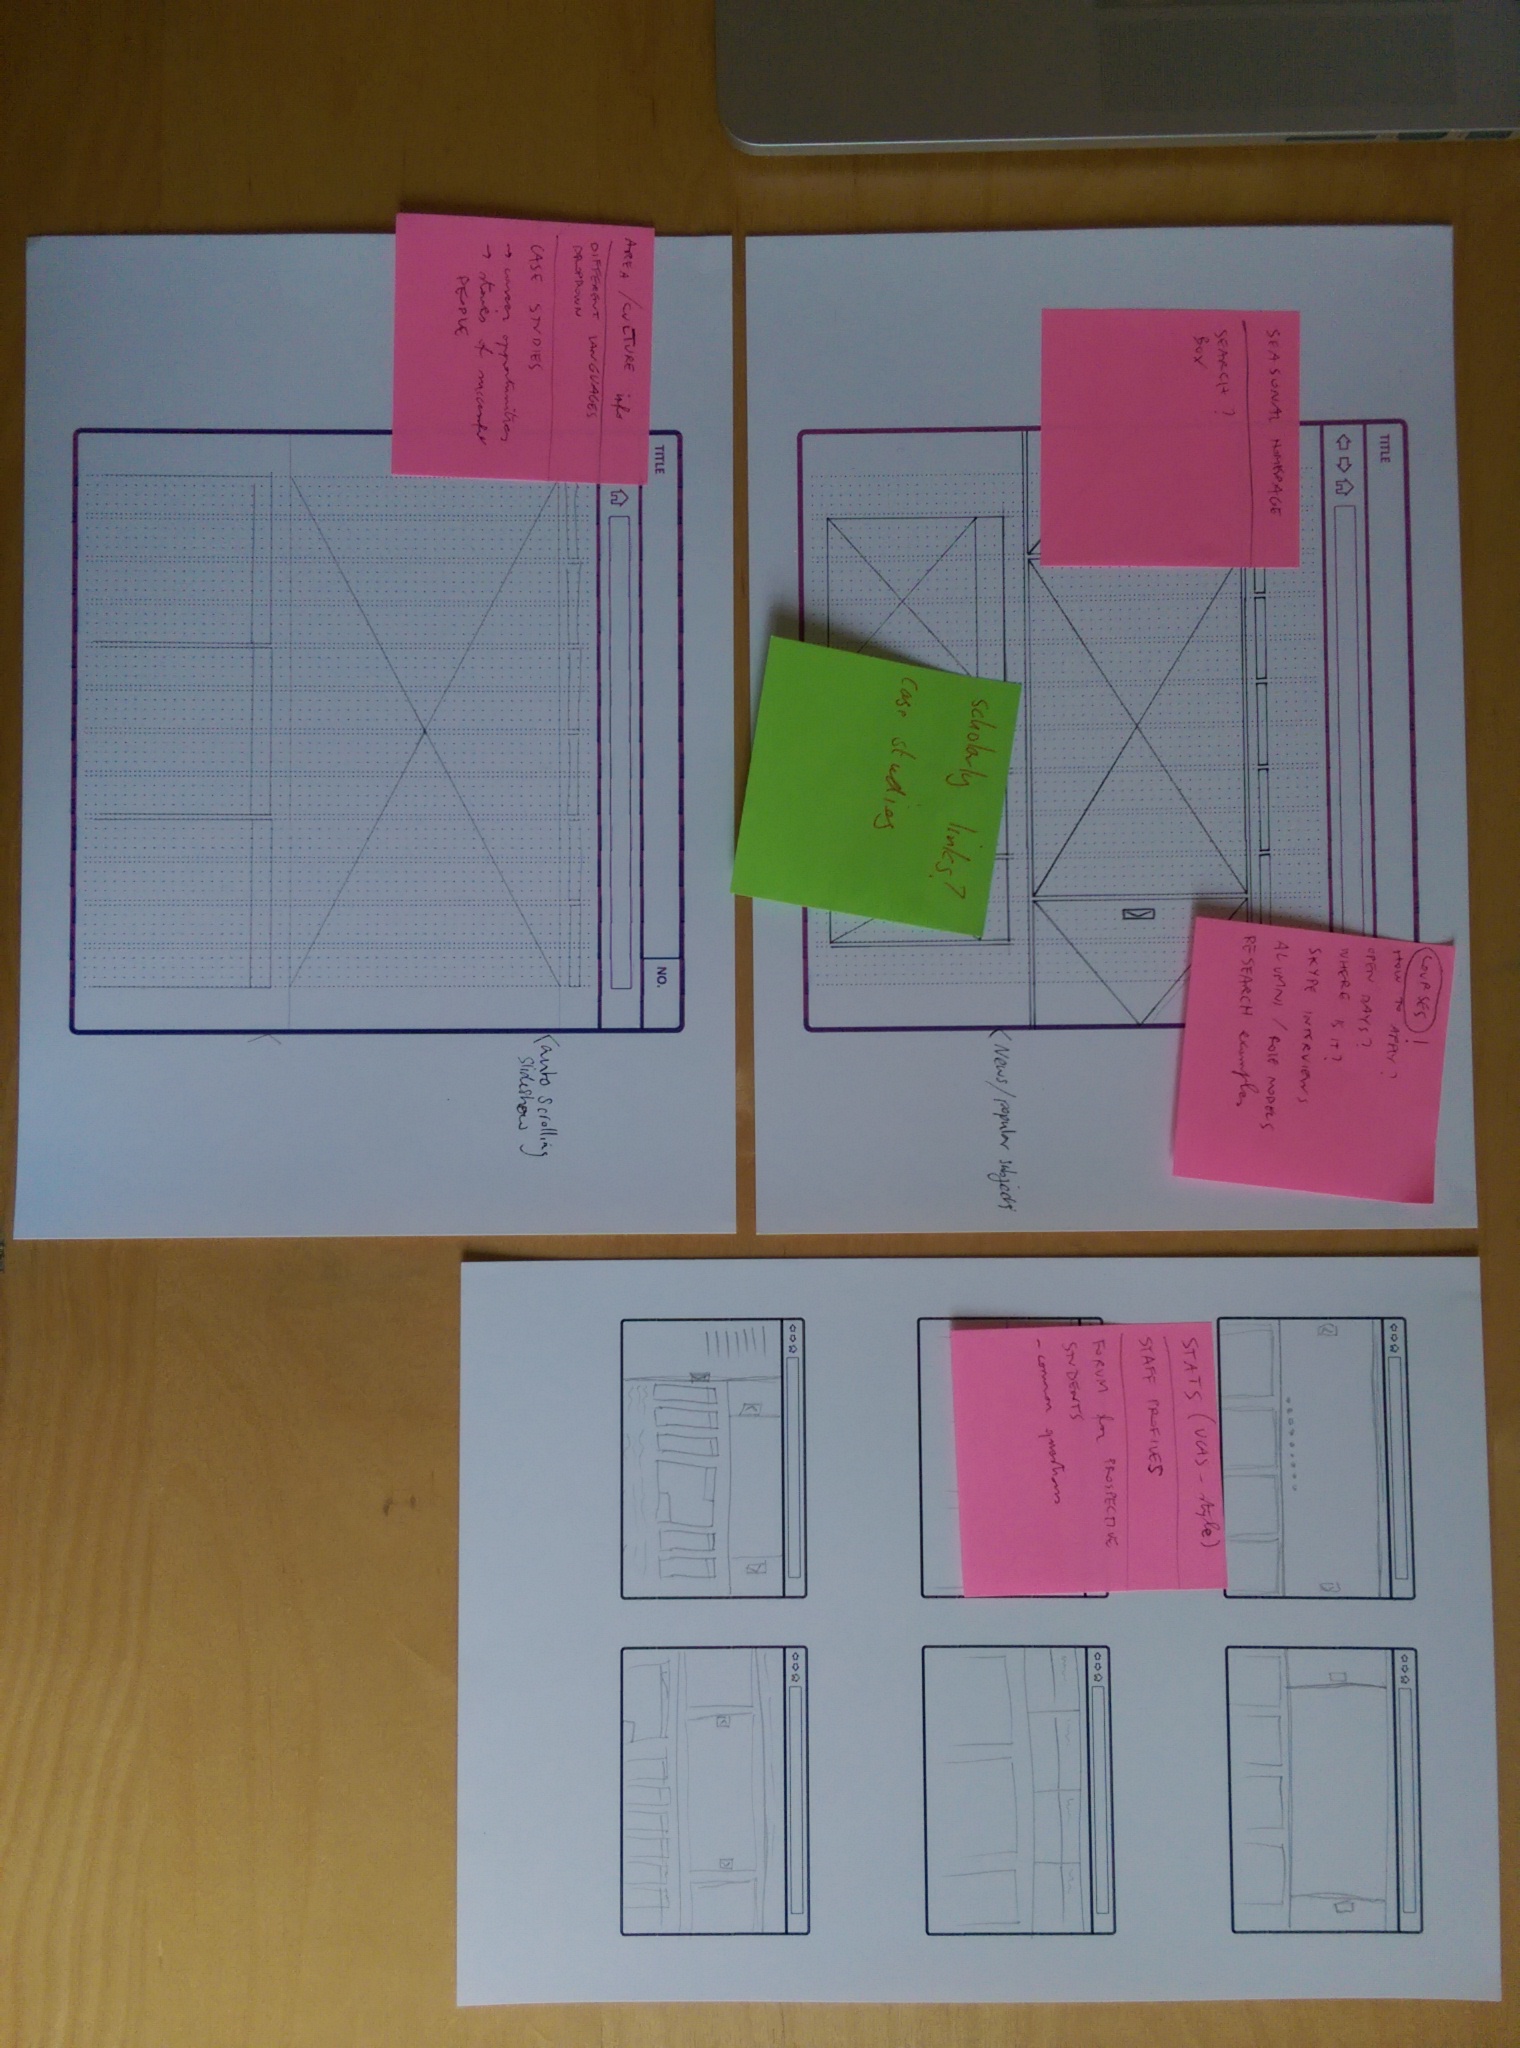 AREA / CULTURE info
DIFFERENT LANGUAGES
DROPDOWN
CASE STUDIES
→ career opportunities
→ stories of successful
PEOPLE
TITLE
NO.
< auto scrolling
slideshow
SEASONAL HOMEPAGE
SEARCH ?
BOX
TITLE
scholarly links?
case studies
COURSES!
HOW TO APPLY?
OPEN DAYS?
WHERE IS IT?
SKYPE INTERVIEWS
ALUMNI / ROLE MODELS
RESEARCH examples
< News/popular subjects
STATS (UCAS - style)
STAFF PROFILES
FORUM for PROSPECTIVE
STUDENTS
- common questions